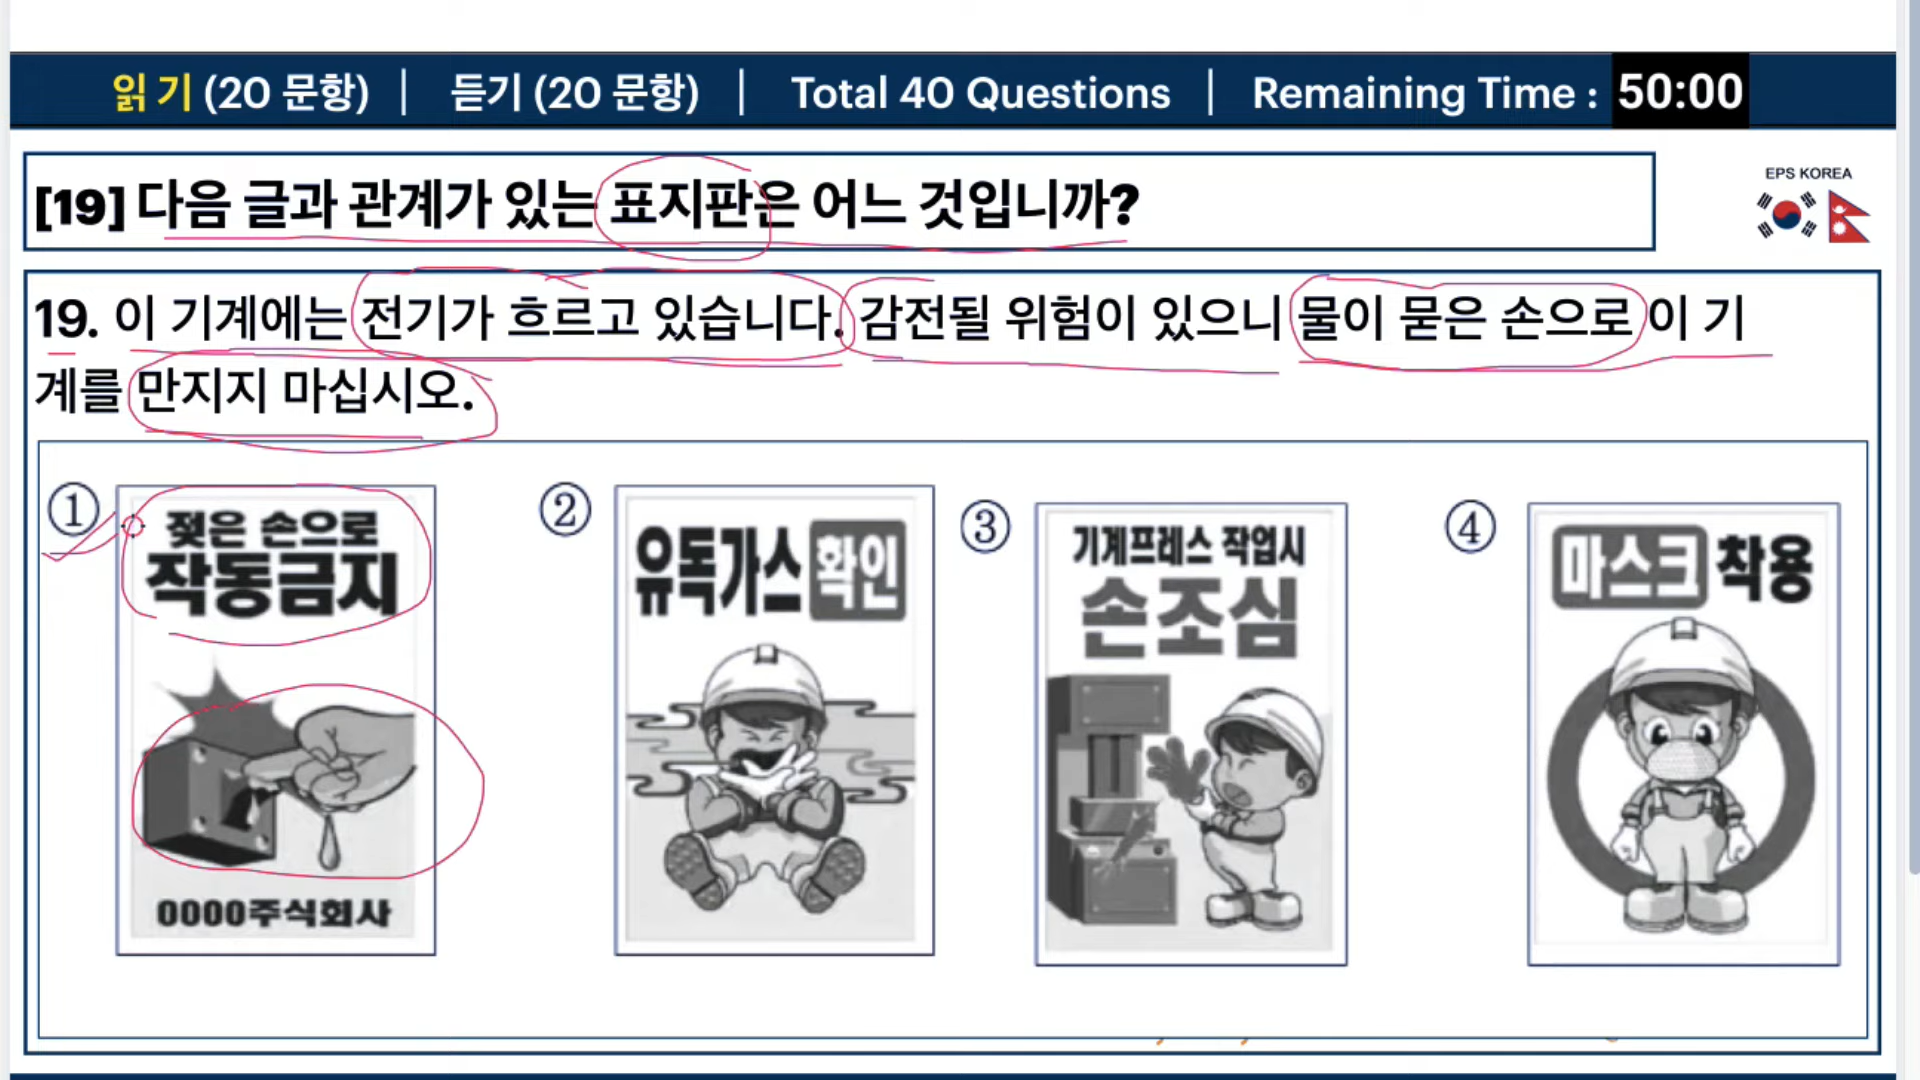 읽 기 (20 문항) | 듣기 (20 문항) | Total 40 Questions | Remaining Time : 50:00
EPS KOREA
[19] 다음 글과 관계가 있는 표지판은 어느 것입니까?
19. 이 기계에는 전기가 흐르고 있습니다. 감전될 위험이 있으니 물이 묻은 손으로 이 기
계를 만지지 마십시오.
①
젖은 손으로
작동금지
0000주식회사
②
유독가스 확인
③
기계프레스 작업시
손조심
④
마스크 착용